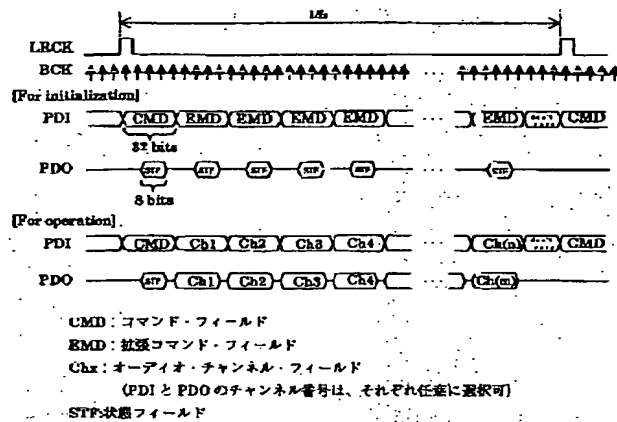 1/fs
LRCK
BCK
[For initialization]
PDI CMD EMD EMD EMD EMD EMD CMD
32 bits
PDO STF STF STF STF STF STF
8 bits
[For operation]
PDI CMD Ch1 Ch2 Ch3 Ch4 Ch(n) CMD
PDO STF Ch1 Ch2 Ch3 Ch4 Ch(m)
CMD：コマンド・フィールド
EMD：拡張コマンド・フィールド
Chx：オーディオ・チャンネル・フィールド
(PDIとPDOのチャンネル番号は、それぞれ任意に選択可)
STF:状態フィールド